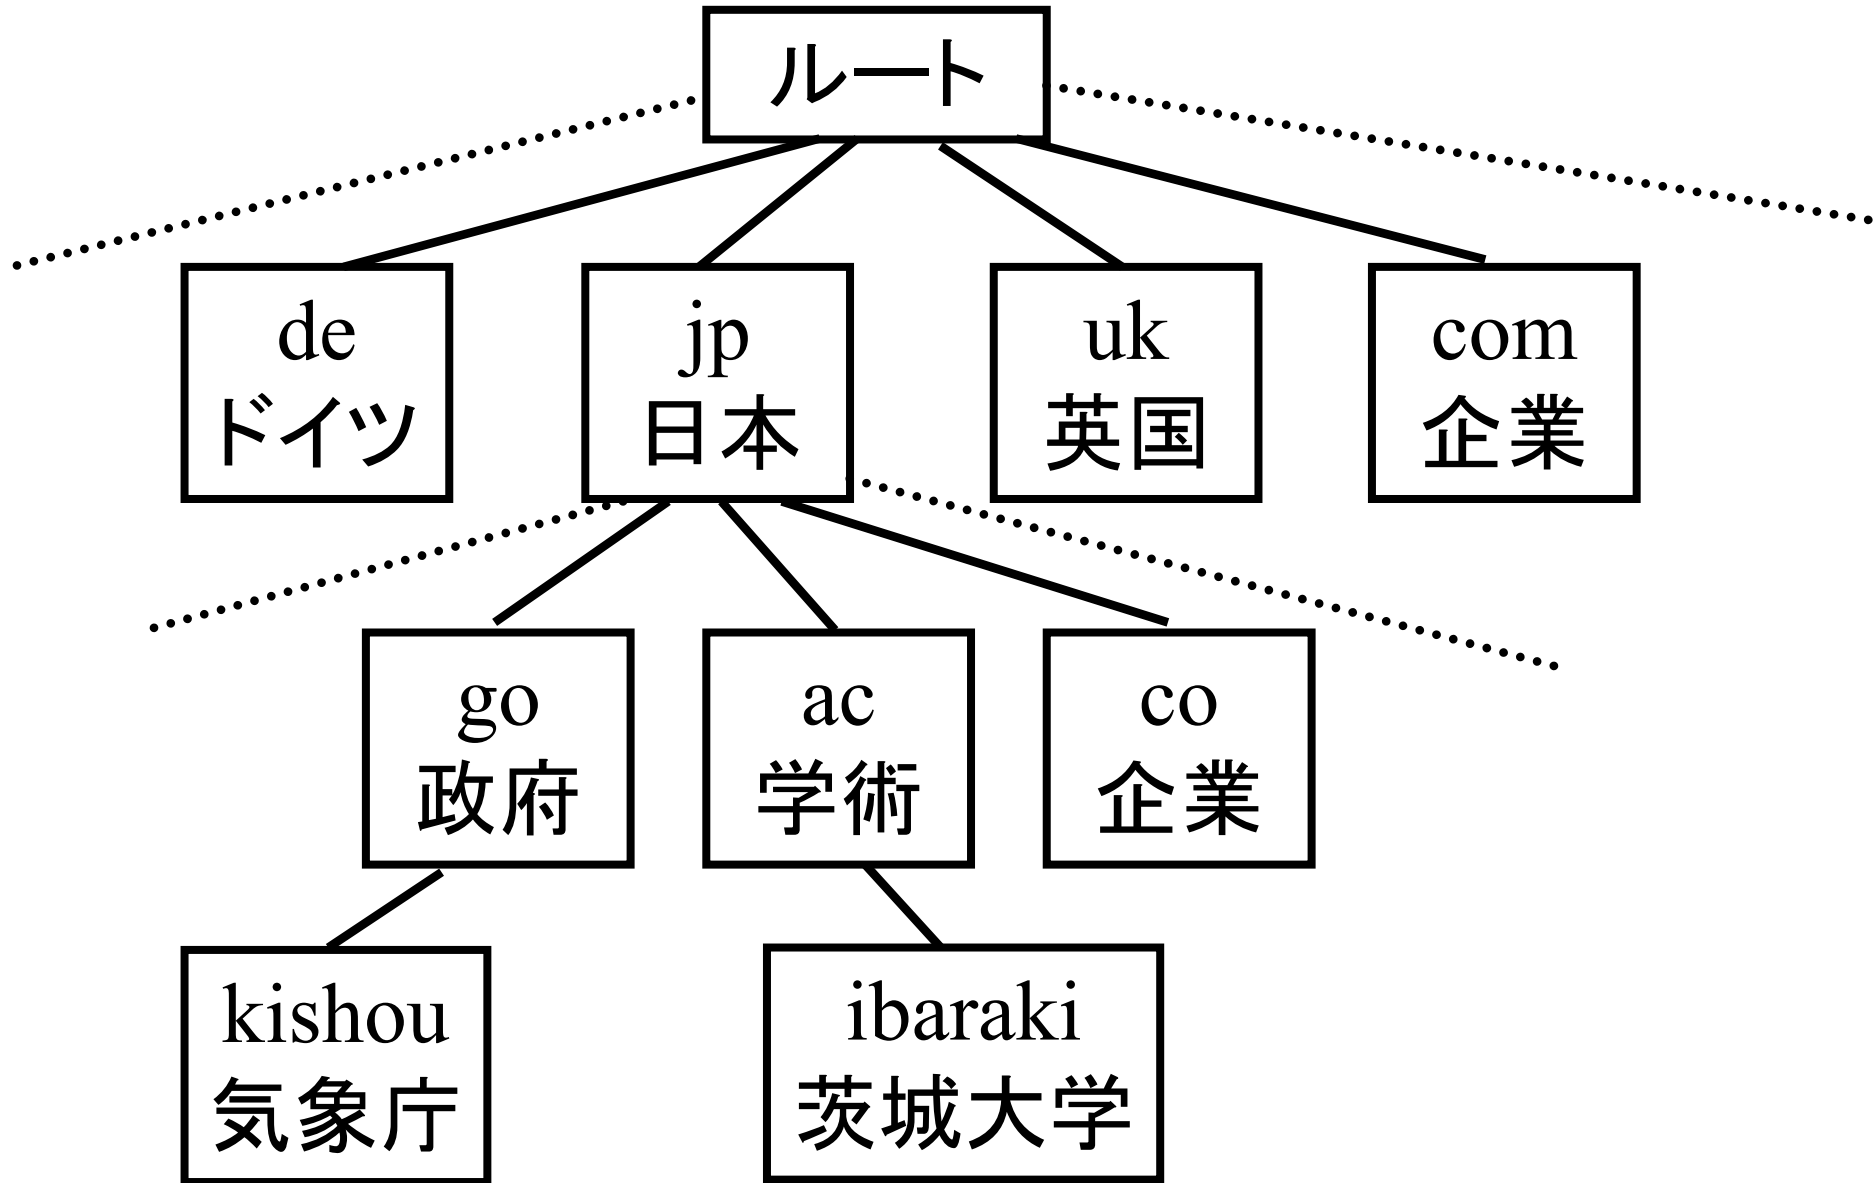 ルート
de
ドイツ
jp
日本
uk
英国
com
企業
go
政府
ac
学術
co
企業
kishou
気象庁
ibaraki
茨城大学